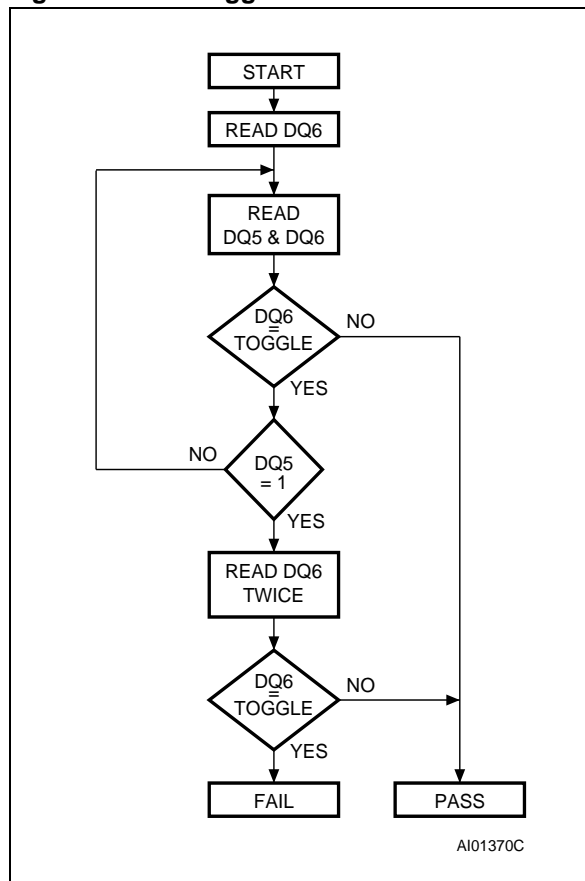 START
READ DQ6
READ
DQ5 & DQ6
DQ6
=
TOGGLE
NO
YES
NO
DQ5
= 1
YES
READ DQ6
TWICE
DQ6
=
TOGGLE
NO
YES
FAIL
PASS
AI01370C